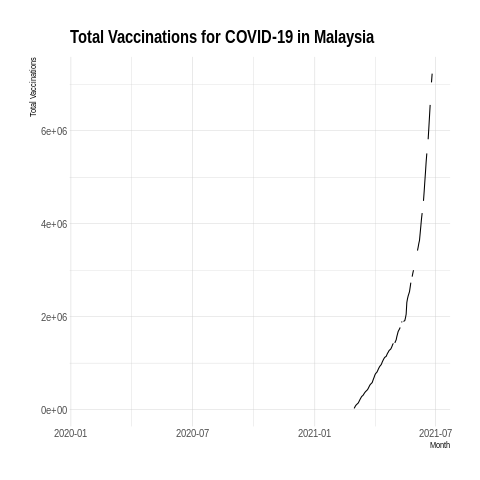 Total Vaccinations for COVID-19 in Malaysia
Total Vaccinations
6e+06
4e+06
2e+06
0e+00
2020-01
2020-07
2021-01
2021-07
Month